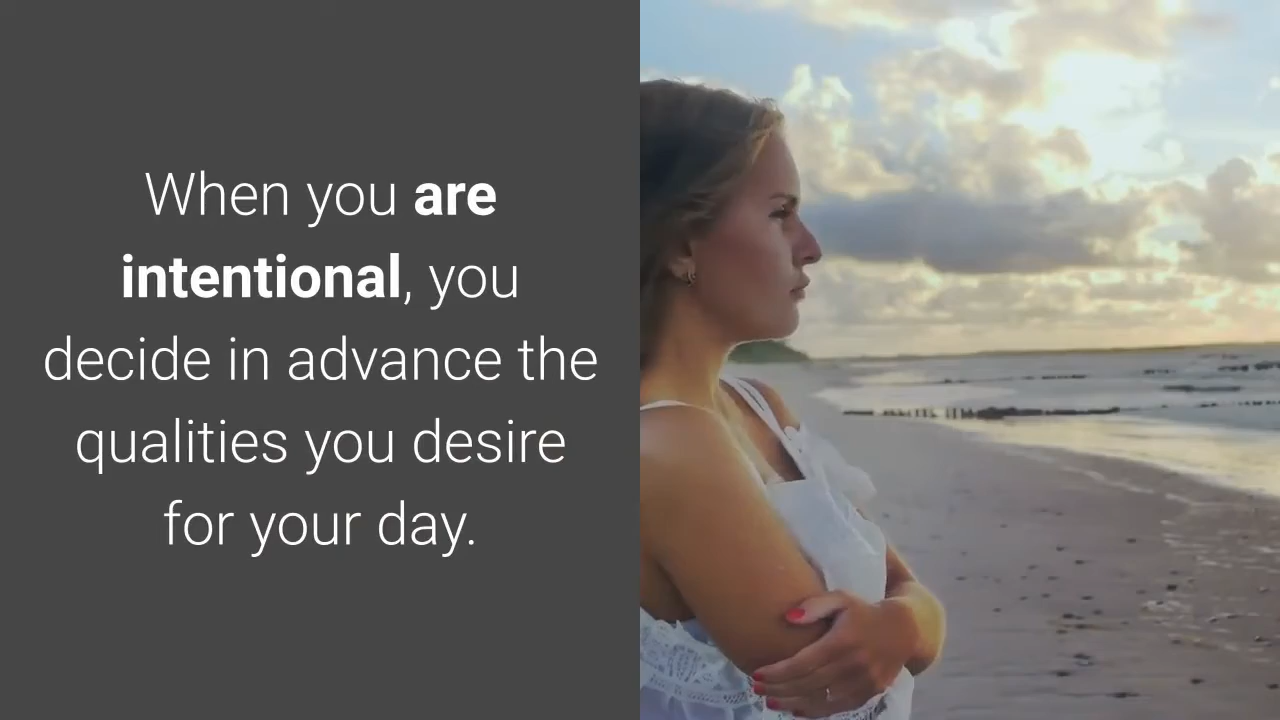 When you are
intentional, you
decide in advance the
qualities you desire
for your day.